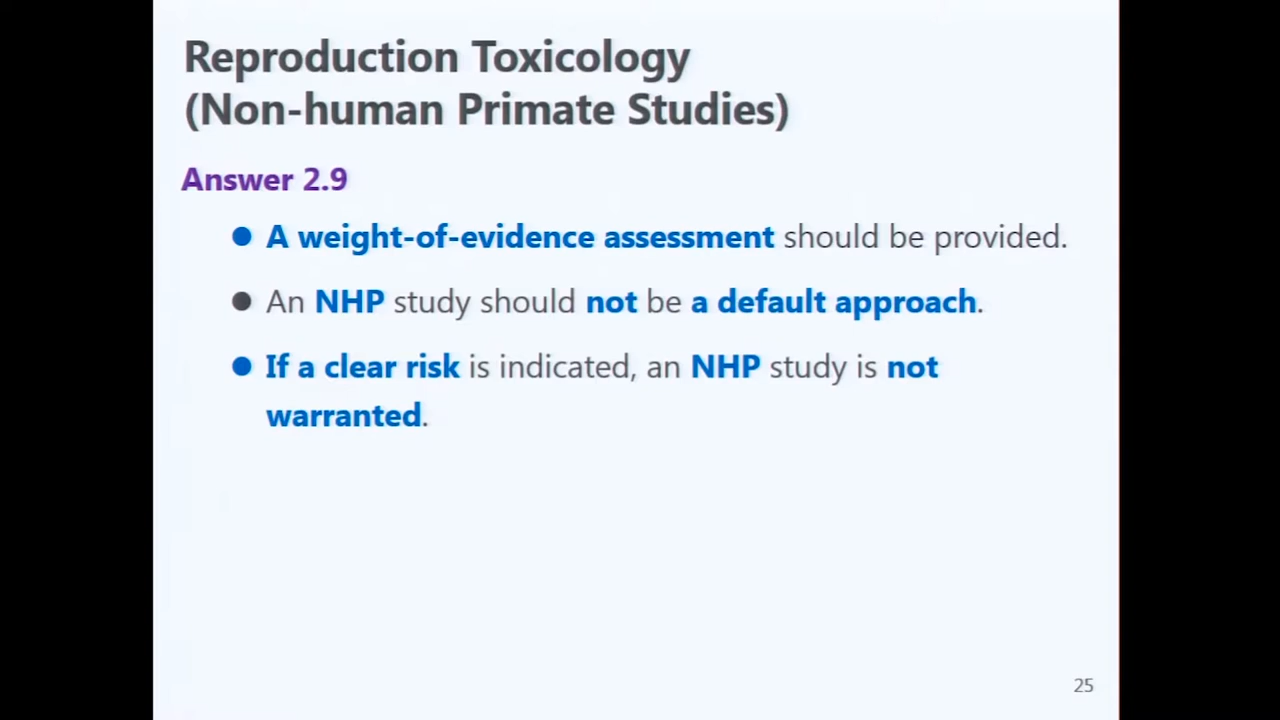 Reproduction Toxicology
(Non-human Primate Studies)
Answer 2.9
● A weight-of-evidence assessment should be provided.
● An NHP study should not be a default approach.
● If a clear risk is indicated, an NHP study is not
warranted.
25